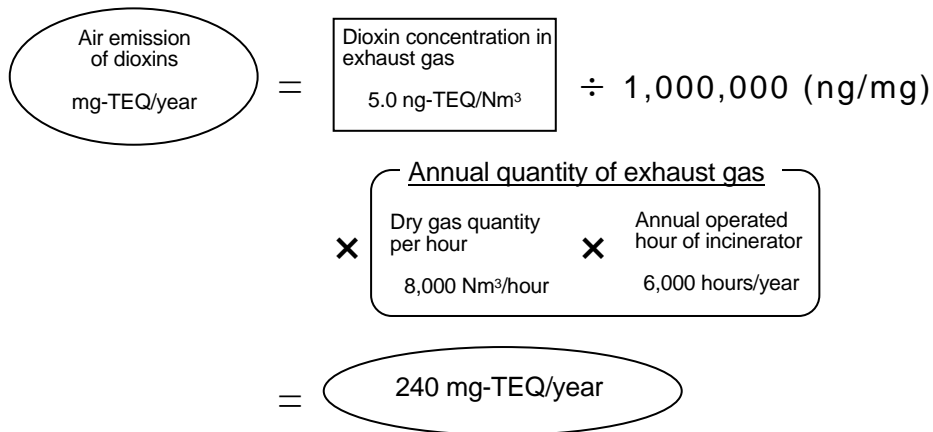 Air emission
of dioxins
mg-TEQ/year
=
Dioxin concentration in
exhaust gas
5.0 ng-TEQ/Nm³
÷ 1,000,000 (ng/mg)
Annual quantity of exhaust gas
×
Dry gas quantity
per hour
8,000 Nm³/hour
×
Annual operated
hour of incinerator
6,000 hours/year
=
240 mg-TEQ/year